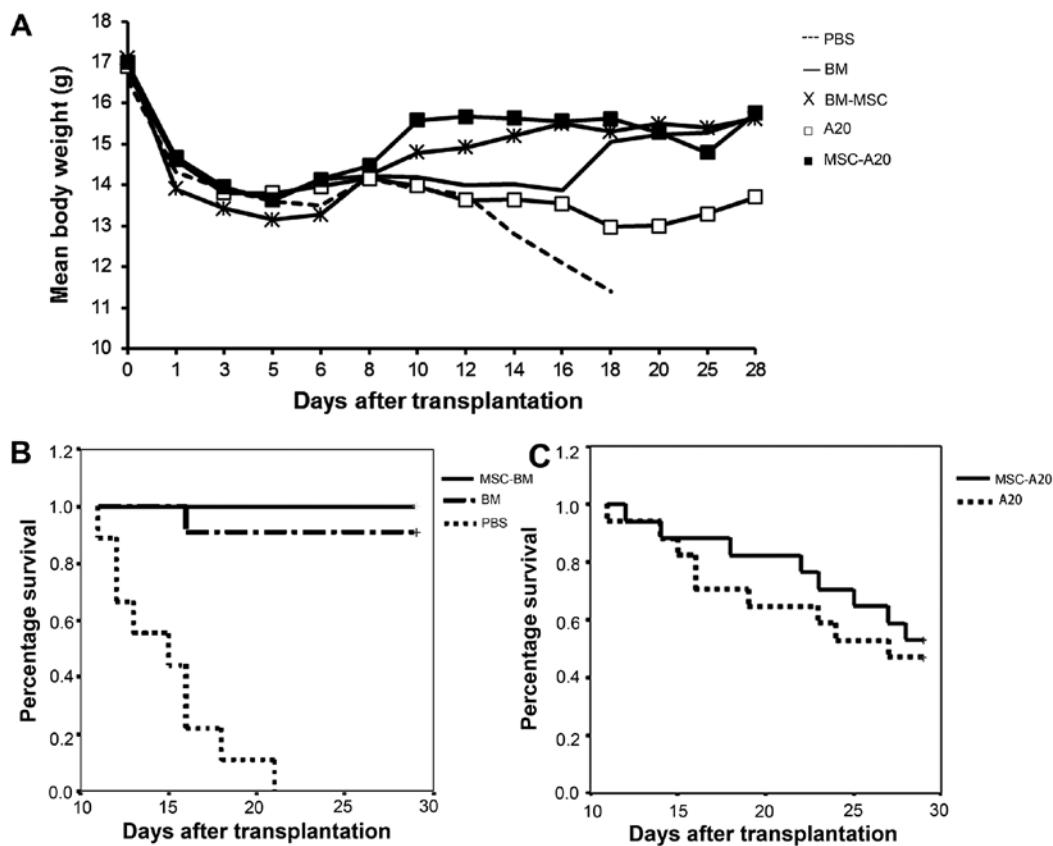 A
Mean body weight (g)
18
17
16
15
14
13
12
11
10
0 1 3 5 6 8 10 12 14 16 18 20 25 28
Days after transplantation
PBS
BM
BM-MSC
A20
MSC-A20
B
Percentage survival
1.2
1.0
0.8
0.6
0.4
0.2
0.0
10 15 20 25 30
Days after transplantation
MSC-BM
BM
PBS
C
Percentage survival
1.2
1.0
0.8
0.6
0.4
0.2
0.0
10 15 20 25 30
Days after transplantation
MSC-A20
A20